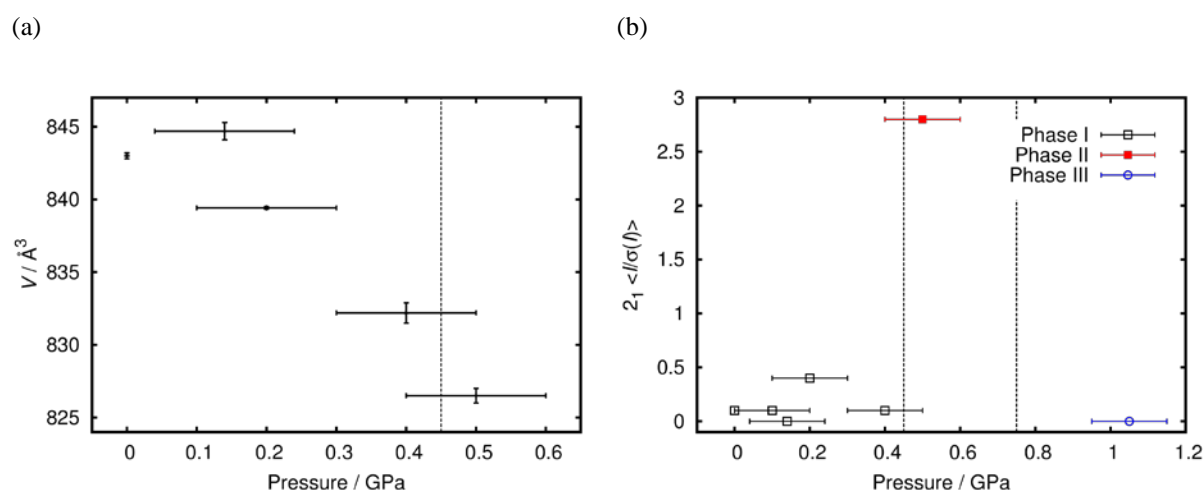 (a)
(b)
845
840
835
830
825
V / Å³
0 0.1 0.2 0.3 0.4 0.5 0.6
Pressure / GPa
3
2.5
2
1.5
1
0.5
0
2₁ <I/σ(I)>
Phase I
Phase II
Phase III
0 0.2 0.4 0.6 0.8 1 1.2
Pressure / GPa